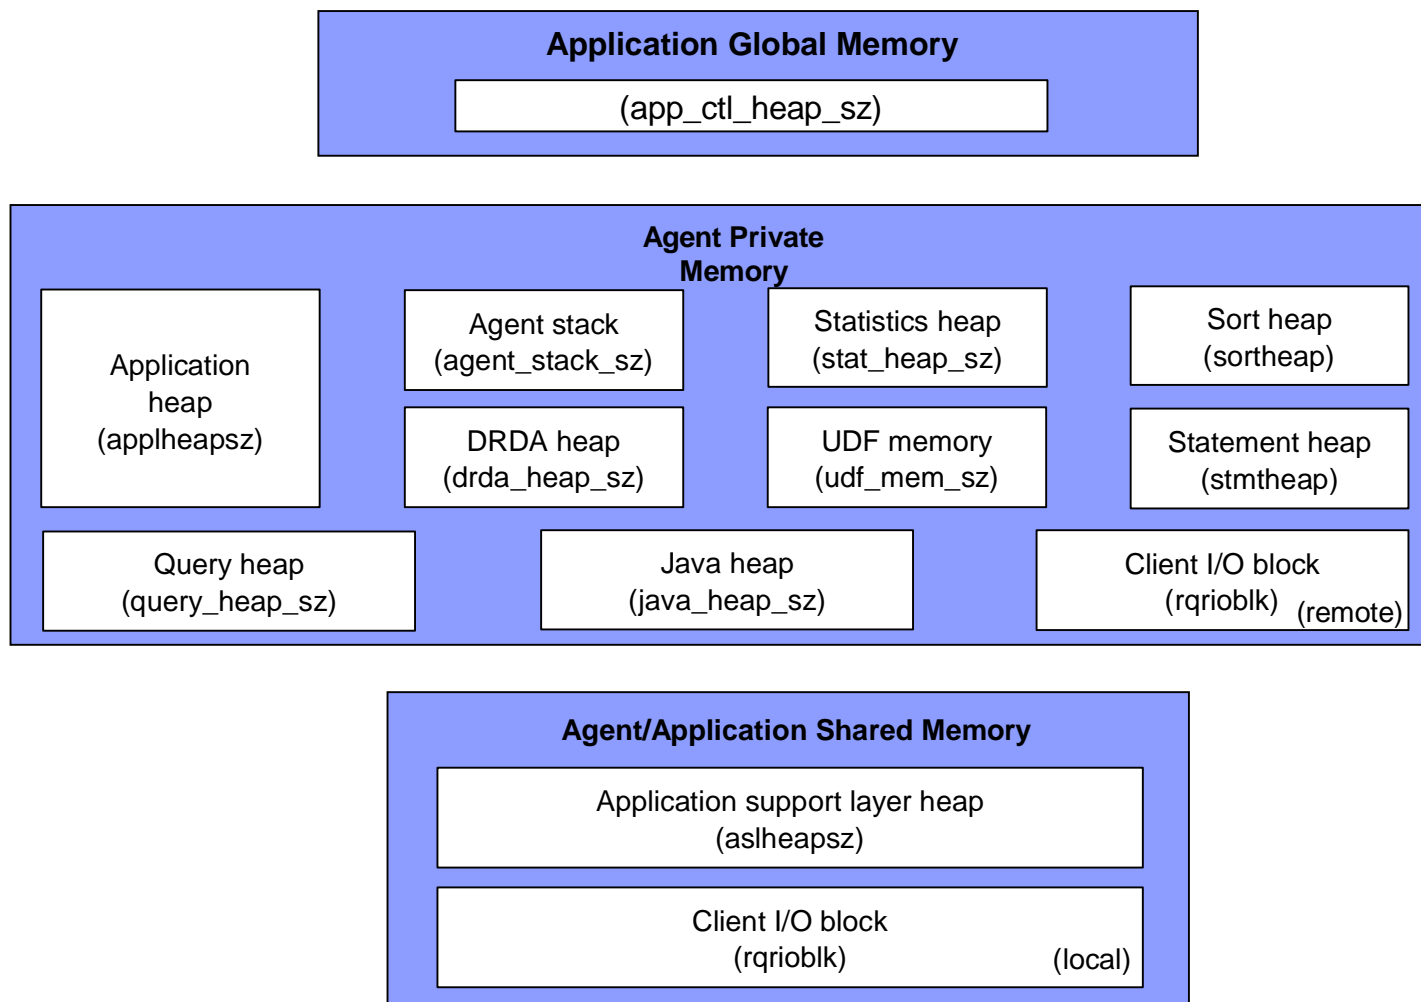 Application Global Memory
(app_ctl_heap_sz)
Agent Private
Memory
Application
heap
(applheapsz)
Agent stack
(agent_stack_sz)
Statistics heap
(stat_heap_sz)
Sort heap
(sortheap)
DRDA heap
(drda_heap_sz)
UDF memory
(udf_mem_sz)
Statement heap
(stmtheap)
Query heap
(query_heap_sz)
Java heap
(java_heap_sz)
Client I/O block
(rqrioblk)
(remote)
Agent/Application Shared Memory
Application support layer heap
(aslheapsz)
Client I/O block
(rqrioblk)
(local)